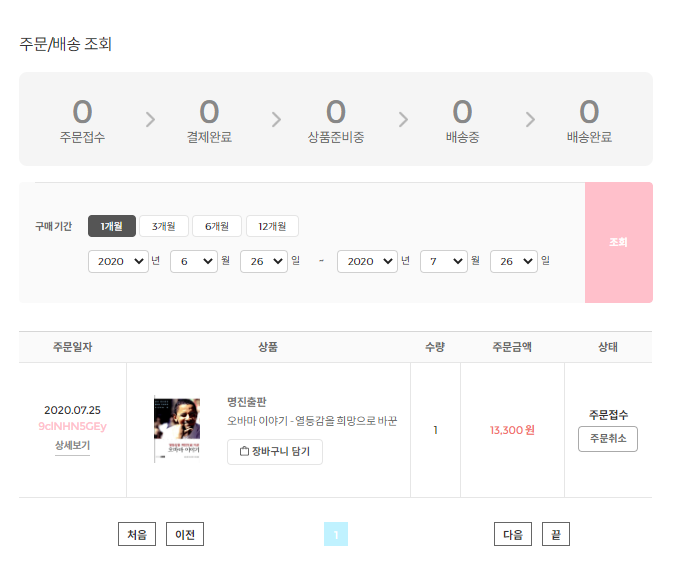 주문/배송 조회
0 0 0 0 0
주문접수 결제완료 상품준비중 배송중 배송완료
구매기간 1개월 3개월 6개월 12개월
조회
2020 년 6 월 26 일 ~ 2020 년 7 월 26 일
주문일자 상품 수량 주문금액 상태
2020.07.25
9clNHN5GEy
상세보기
오바마 이야기
명진출판
오바마 이야기 - 열등감을 희망으로 바꾼
장바구니 담기
1
13,300 원
주문접수
주문취소
처음 이전 1 다음 끝